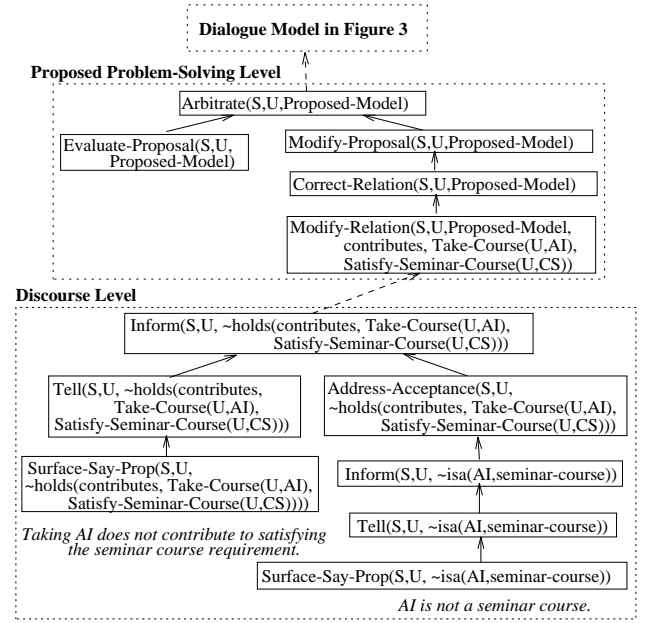 Dialogue Model in Figure 3
Proposed Problem-Solving Level
Arbitrate(S,U,Proposed-Model)
Evaluate-Proposal(S,U,
Proposed-Model)
Modify-Proposal(S,U,Proposed-Model)
Correct-Relation(S,U,Proposed-Model)
Modify-Relation(S,U,Proposed-Model,
contributes, Take-Course(U,AI),
Satisfy-Seminar-Course(U,CS))
Discourse Level
Inform(S,U, ~holds(contributes, Take-Course(U,AI),
Satisfy-Seminar-Course(U,CS)))
Tell(S,U, ~holds(contributes,
Take-Course(U,AI),
Satisfy-Seminar-Course(U,CS)))
Address-Acceptance(S,U,
~holds(contributes, Take-Course(U,AI),
Satisfy-Seminar-Course(U,CS)))
Surface-Say-Prop(S,U,
~holds(contributes, Take-Course(U,AI),
Satisfy-Seminar-Course(U,CS))))
Taking AI does not contribute to satisfying
the seminar course requirement.
Inform(S,U, ~isa(AI,seminar-course))
Tell(S,U, ~isa(AI,seminar-course))
Surface-Say-Prop(S,U, ~isa(AI,seminar-course))
AI is not a seminar course.